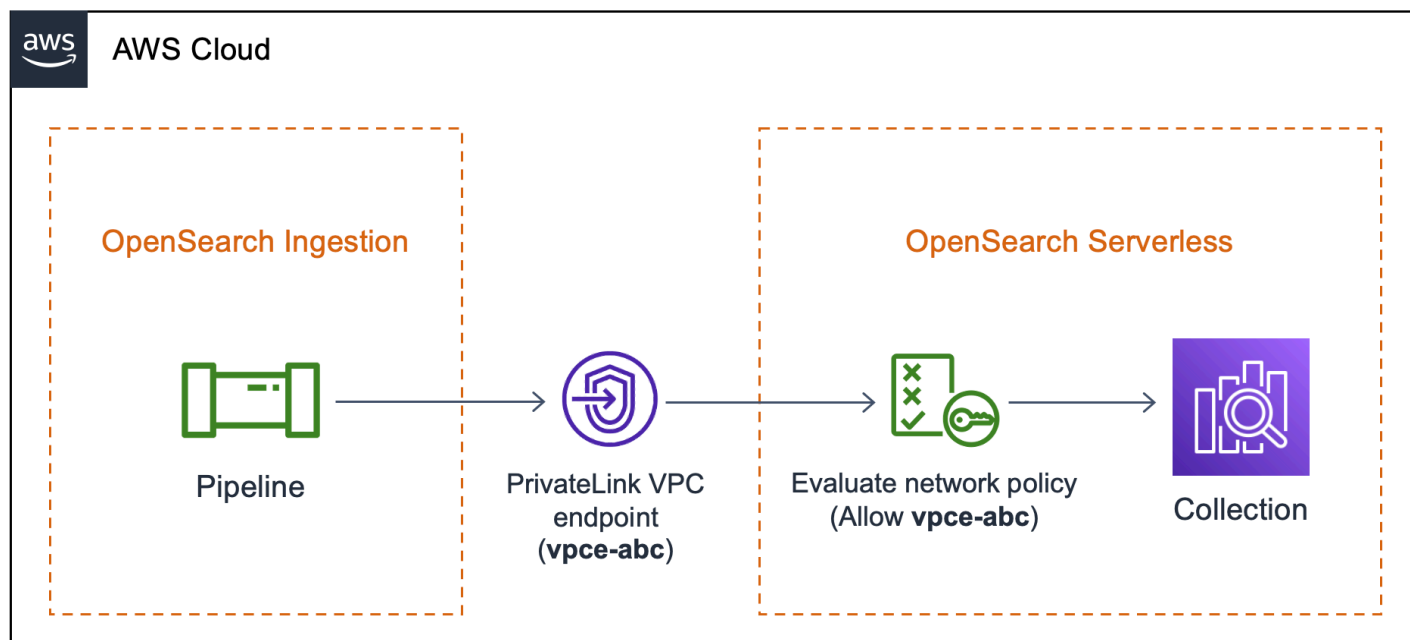 aws
AWS Cloud
OpenSearch Ingestion
OpenSearch Serverless
Pipeline
PrivateLink VPC
endpoint
(vpce-abc)
Evaluate network policy
(Allow vpce-abc)
Collection